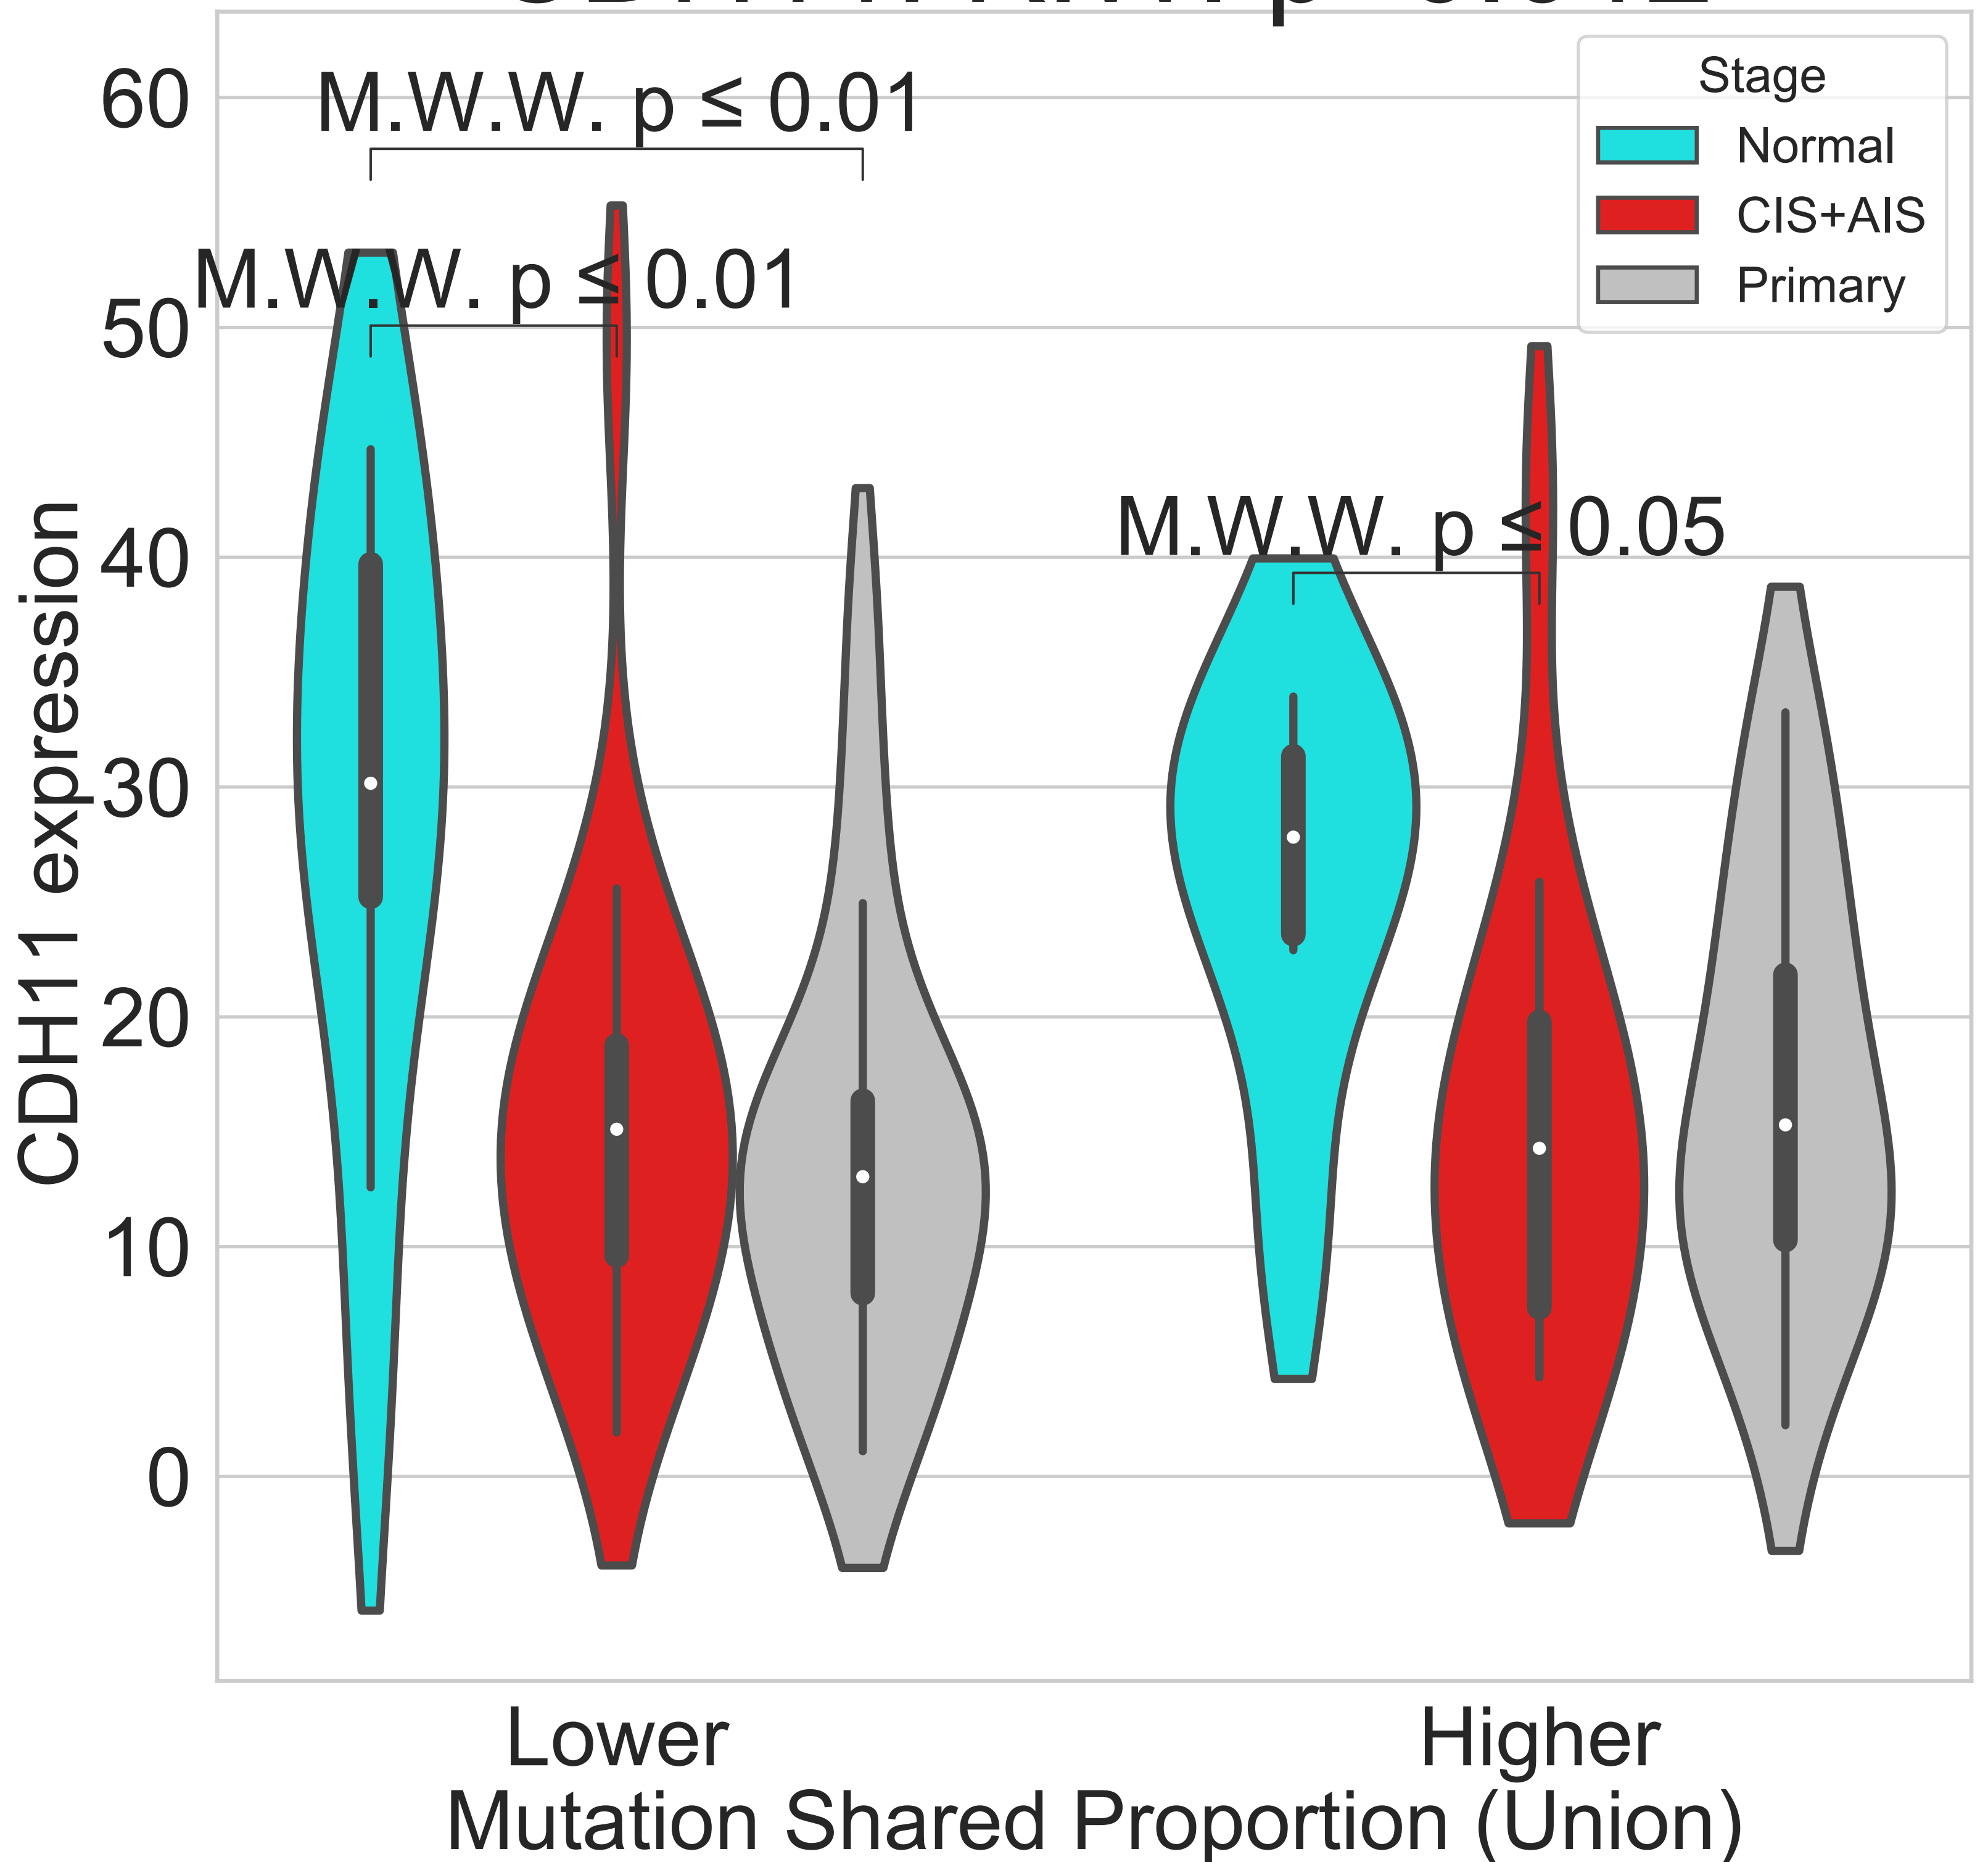 60
M.W.W. p ≤ 0.01
Stage
Normal
CIS+AIS
Primary
M.W.W. p ≤ 0.01
50
M.W.W. p ≤ 0.05
40
30
20
10
0
CDH11 expression
Lower
Higher
Mutation Shared Proportion (Union)